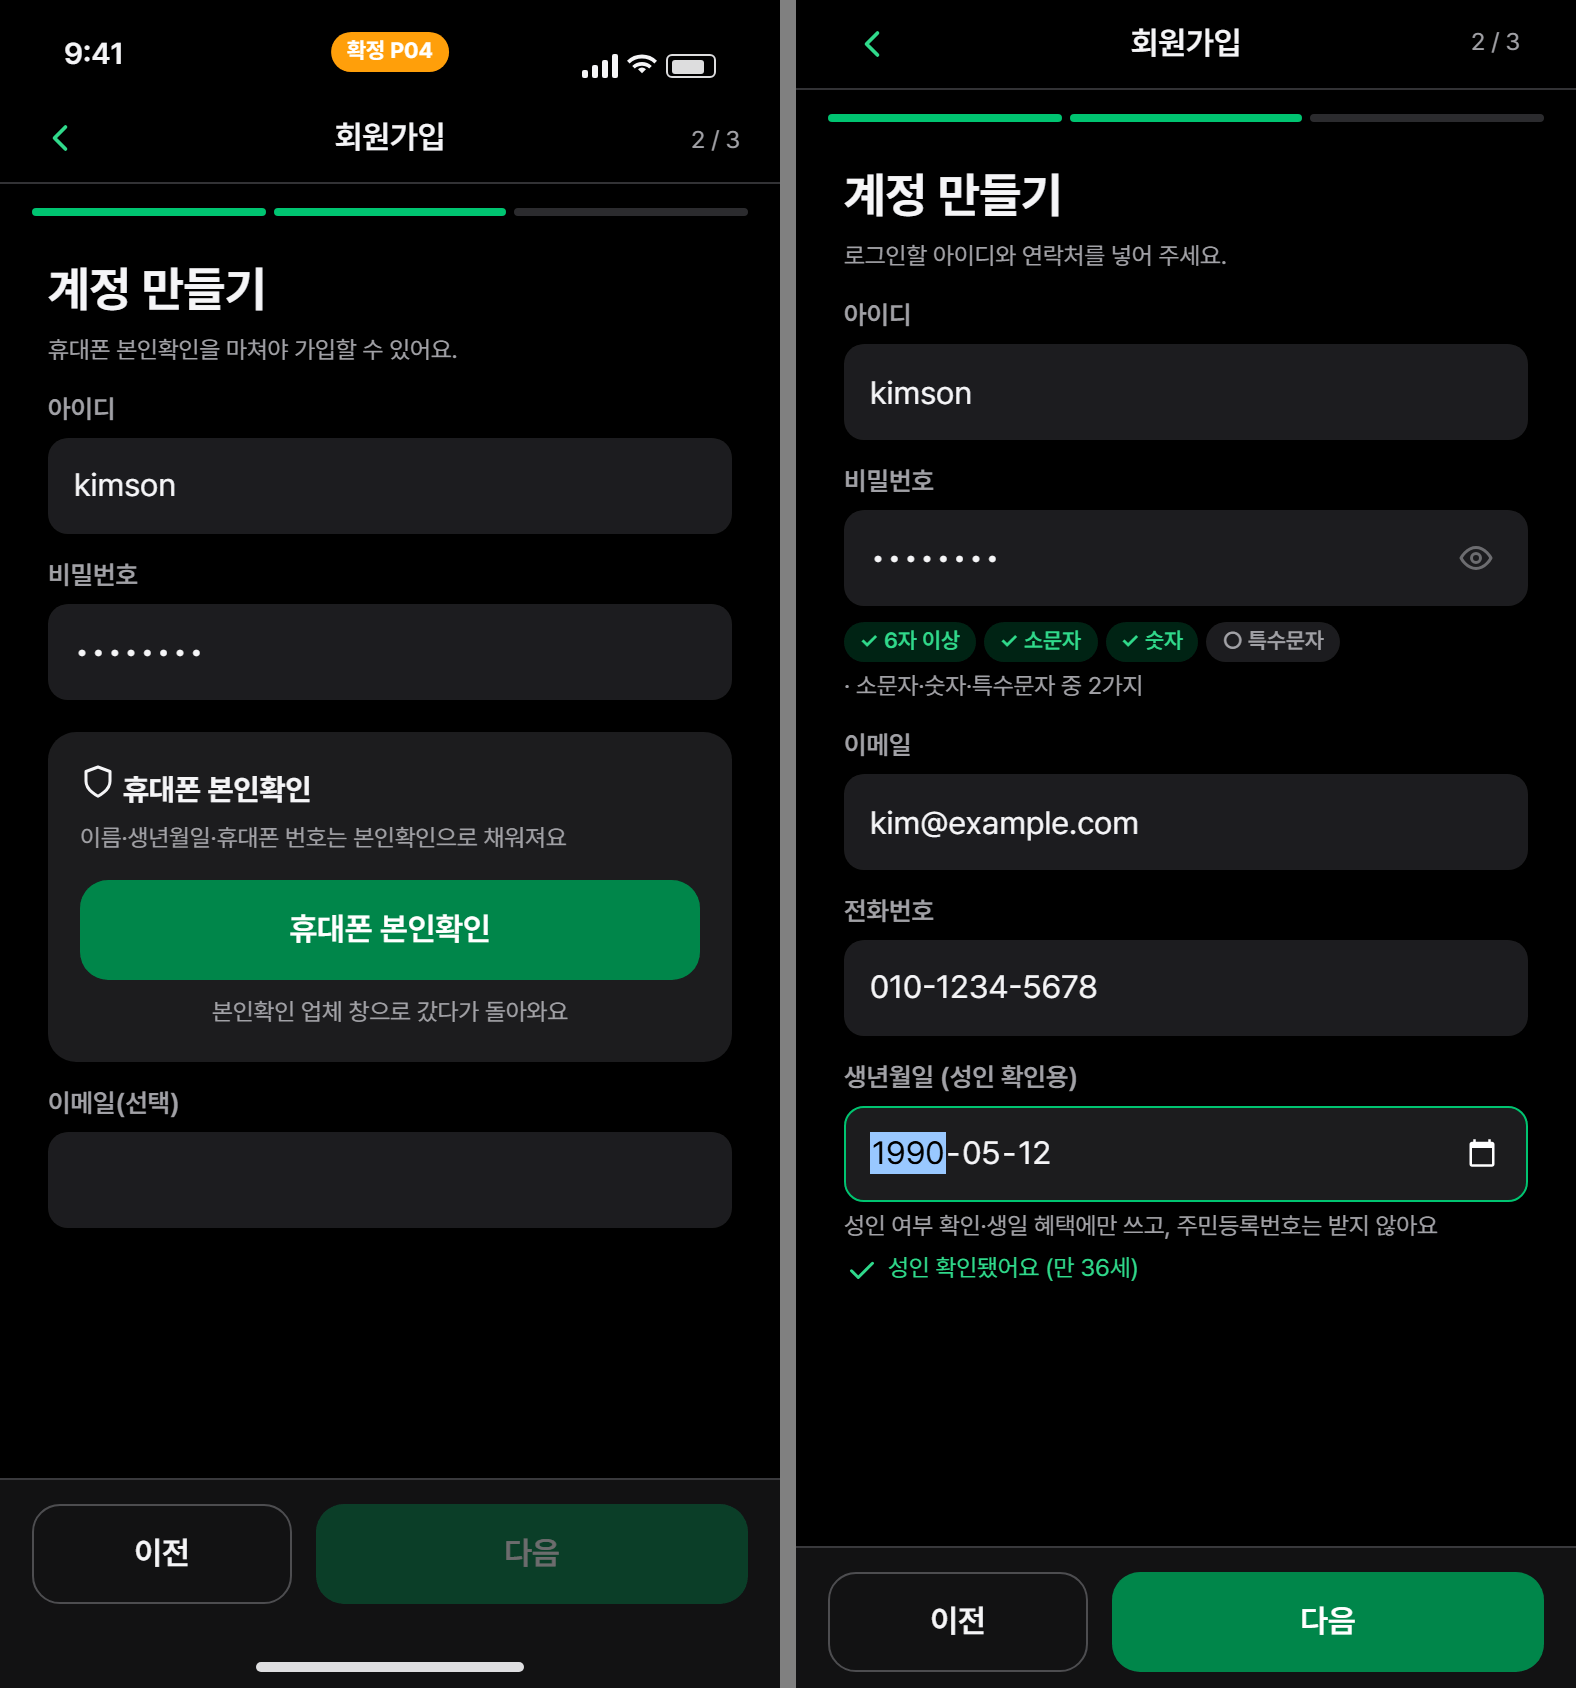 9:41
확정 P04
회원가입
2 / 3
계정 만들기
휴대폰 본인확인을 마쳐야 가입할 수 있어요.
아이디
kimson
비밀번호
••••••••
휴대폰 본인확인
이름·생년월일·휴대폰 번호는 본인확인으로 채워져요
휴대폰 본인확인
본인확인 업체 창으로 갔다가 돌아와요
이메일(선택)
이전
다음
회원가입
2 / 3
계정 만들기
로그인할 아이디와 연락처를 넣어 주세요.
아이디
kimson
비밀번호
••••••••
6자 이상 소문자 숫자 특수문자
· 소문자·숫자·특수문자 중 2가지
이메일
kim@example.com
전화번호
010-1234-5678
생년월일 (성인 확인용)
1990-05-12
성인 여부 확인·생일 혜택에만 쓰고, 주민등록번호는 받지 않아요
성인 확인됐어요 (만 36세)
이전
다음